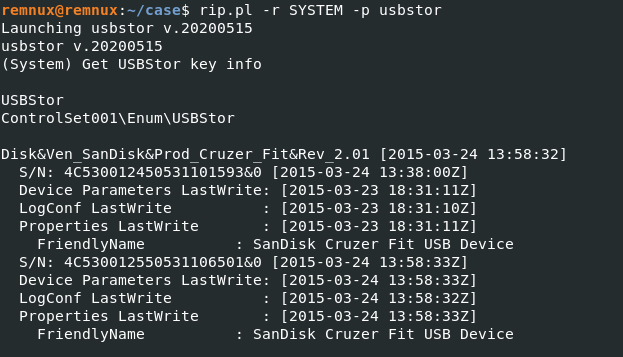 remnux@remnux:~/case$ rip.pl -r SYSTEM -p usbstor
Launching usbstor v.20200515
usbstor v.20200515
(System) Get USBStor key info

USBStor
ControlSet001\Enum\USBStor

Disk&Ven_SanDisk&Prod_Cruzer_Fit&Rev_2.01 [2015-03-24 13:58:32]
  S/N: 4C530012450531101593&0 [2015-03-24 13:38:00Z]
  Device Parameters LastWrite: [2015-03-23 18:31:11Z]
  LogConf LastWrite          : [2015-03-23 18:31:10Z]
  Properties LastWrite       : [2015-03-23 18:31:11Z]
    FriendlyName          : SanDisk Cruzer Fit USB Device
  S/N: 4C530012550531106501&0 [2015-03-24 13:58:33Z]
  Device Parameters LastWrite: [2015-03-24 13:58:33Z]
  LogConf LastWrite          : [2015-03-24 13:58:32Z]
  Properties LastWrite       : [2015-03-24 13:58:33Z]
    FriendlyName          : SanDisk Cruzer Fit USB Device